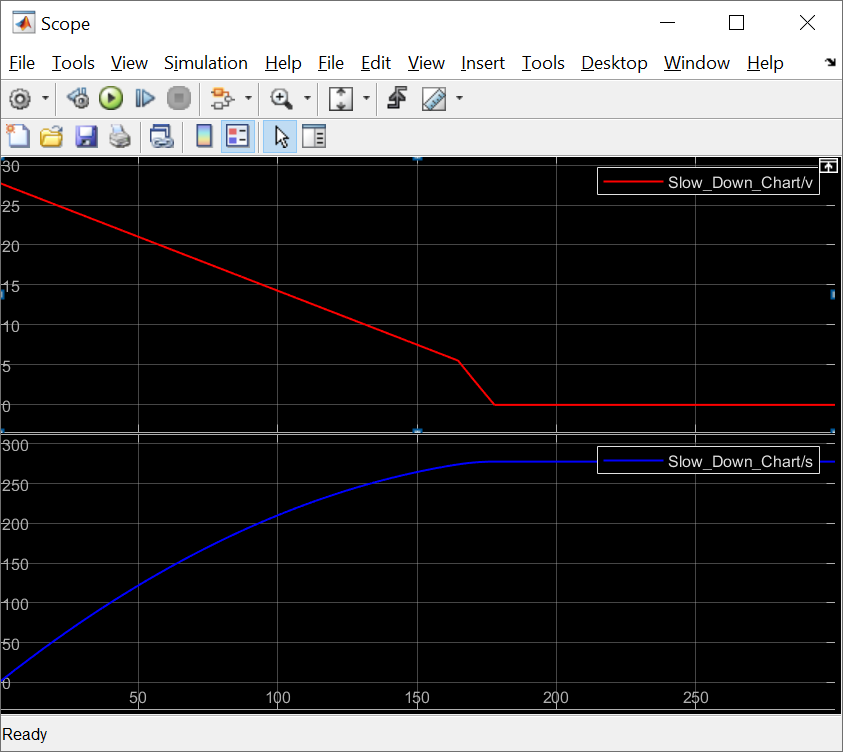 Scope
File Tools View Simulation Help File Edit View Insert Tools Desktop Window Help
30
Slow_Down_Chart/v
25
20
15
10
5
0
300
Slow_Down_Chart/s
250
200
150
100
50
0
50 100 150 200 250
Ready